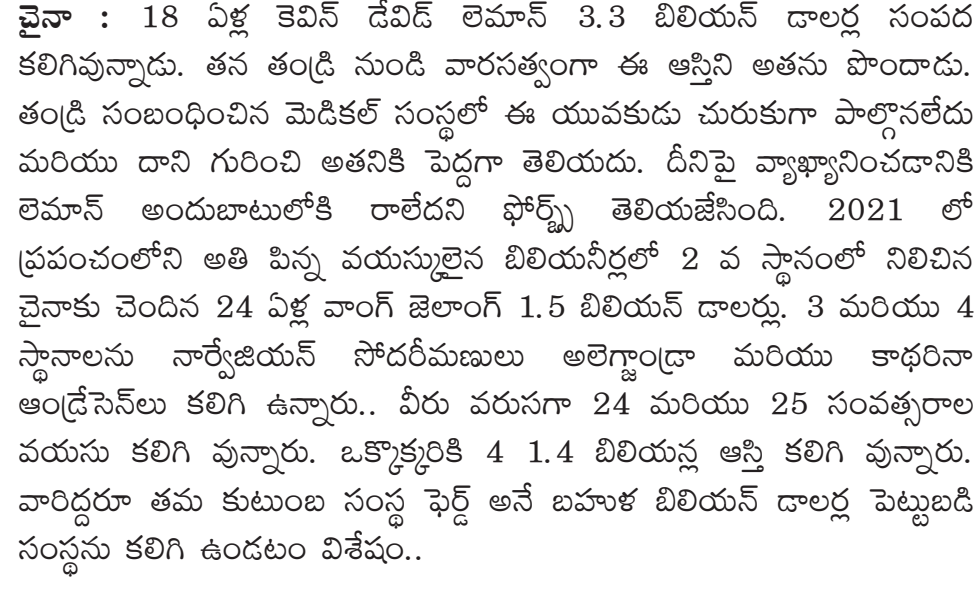 చైనా : 18 ఏళ్ల కెవిన్ డేవిడ్ లెమాన్ 3.3 బిలియన్ డాలర్ల సంపద
కలిగివున్నాడు. తన తండ్రి నుండి వారసత్వంగా ఈ ఆస్తిని అతను పొందాడు.
తండ్రి సంబంధించిన మెడికల్ సంస్థలో ఈ యువకుడు చురుకుగా పాల్గొనలేదు
మరియు దాని గురించి అతనికి పెద్దగా తెలియదు. దీనిపై వ్యాఖ్యానించడానికి
లెమాన్ అందుబాటులోకి రాలేదని ఫోర్బ్స్ తెలియజేసింది. 2021 లో
ప్రపంచంలోని అతి పిన్న వయస్కులైన బిలియనీర్లలో 2 వ స్థానంలో నిలిచిన
చైనాకు చెందిన 24 ఏళ్ల వాంగ్ జెలాంగ్ 1.5 బిలియన్ డాలర్లు. 3 మరియు 4
స్థానాలను నార్వేజియన్ సోదరీమణులు అలెగ్జాండ్రా మరియు కాథరినా
ఆండ్రేసెన్‌లు కలిగి ఉన్నారు.. వీరు వరుసగా 24 మరియు 25 సంవత్సరాల
వయసు కలిగి వున్నారు. ఒక్కొక్కరికి 4 1.4 బిలియన్ల ఆస్తి కలిగి వున్నారు.
వారిద్దరూ తమ కుటుంబ సంస్థ ఫెర్డ్ అనే బహుళ బిలియన్ డాలర్ల పెట్టుబడి
సంస్థను కలిగి ఉండటం విశేషం..